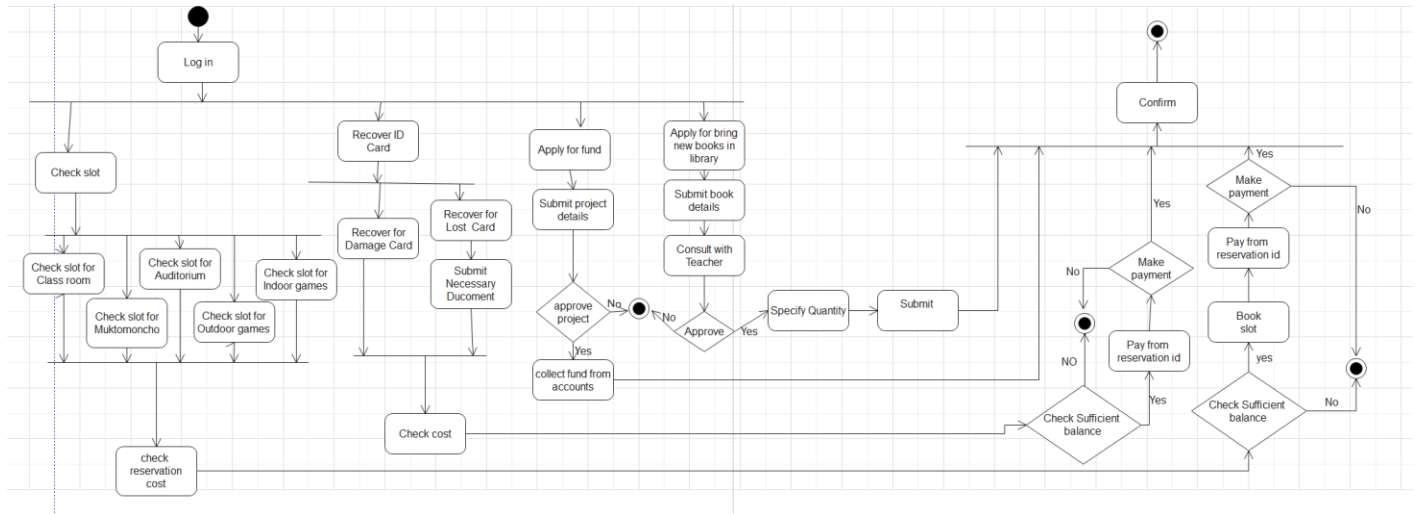 Log in
Check slot
Check slot for
Class room
Check slot for
Muktomoncho
Check slot for
Auditorium
Check slot for
Outdoor games
Check slot for
Indoor games
check
reservation
cost
Recover ID
Card
Recover for
Damage Card
Recover for
Lost Card
Submit
Necessary
Ducoment
Check cost
Apply for fund
Submit project
details
approve
project
No
Yes
collect fund from
accounts
Apply for bring
new books in
library
Submit book
details
Consult with
Teacher
Approve
No
Yes
Specify Quantity
Submit
Check Sufficient
balance
NO
Yes
Pay from
reservation id
Make
payment
No
Yes
Check Sufficient
balance
No
yes
Book
slot
Pay from
reservation id
Make
payment
No
Yes
Confirm